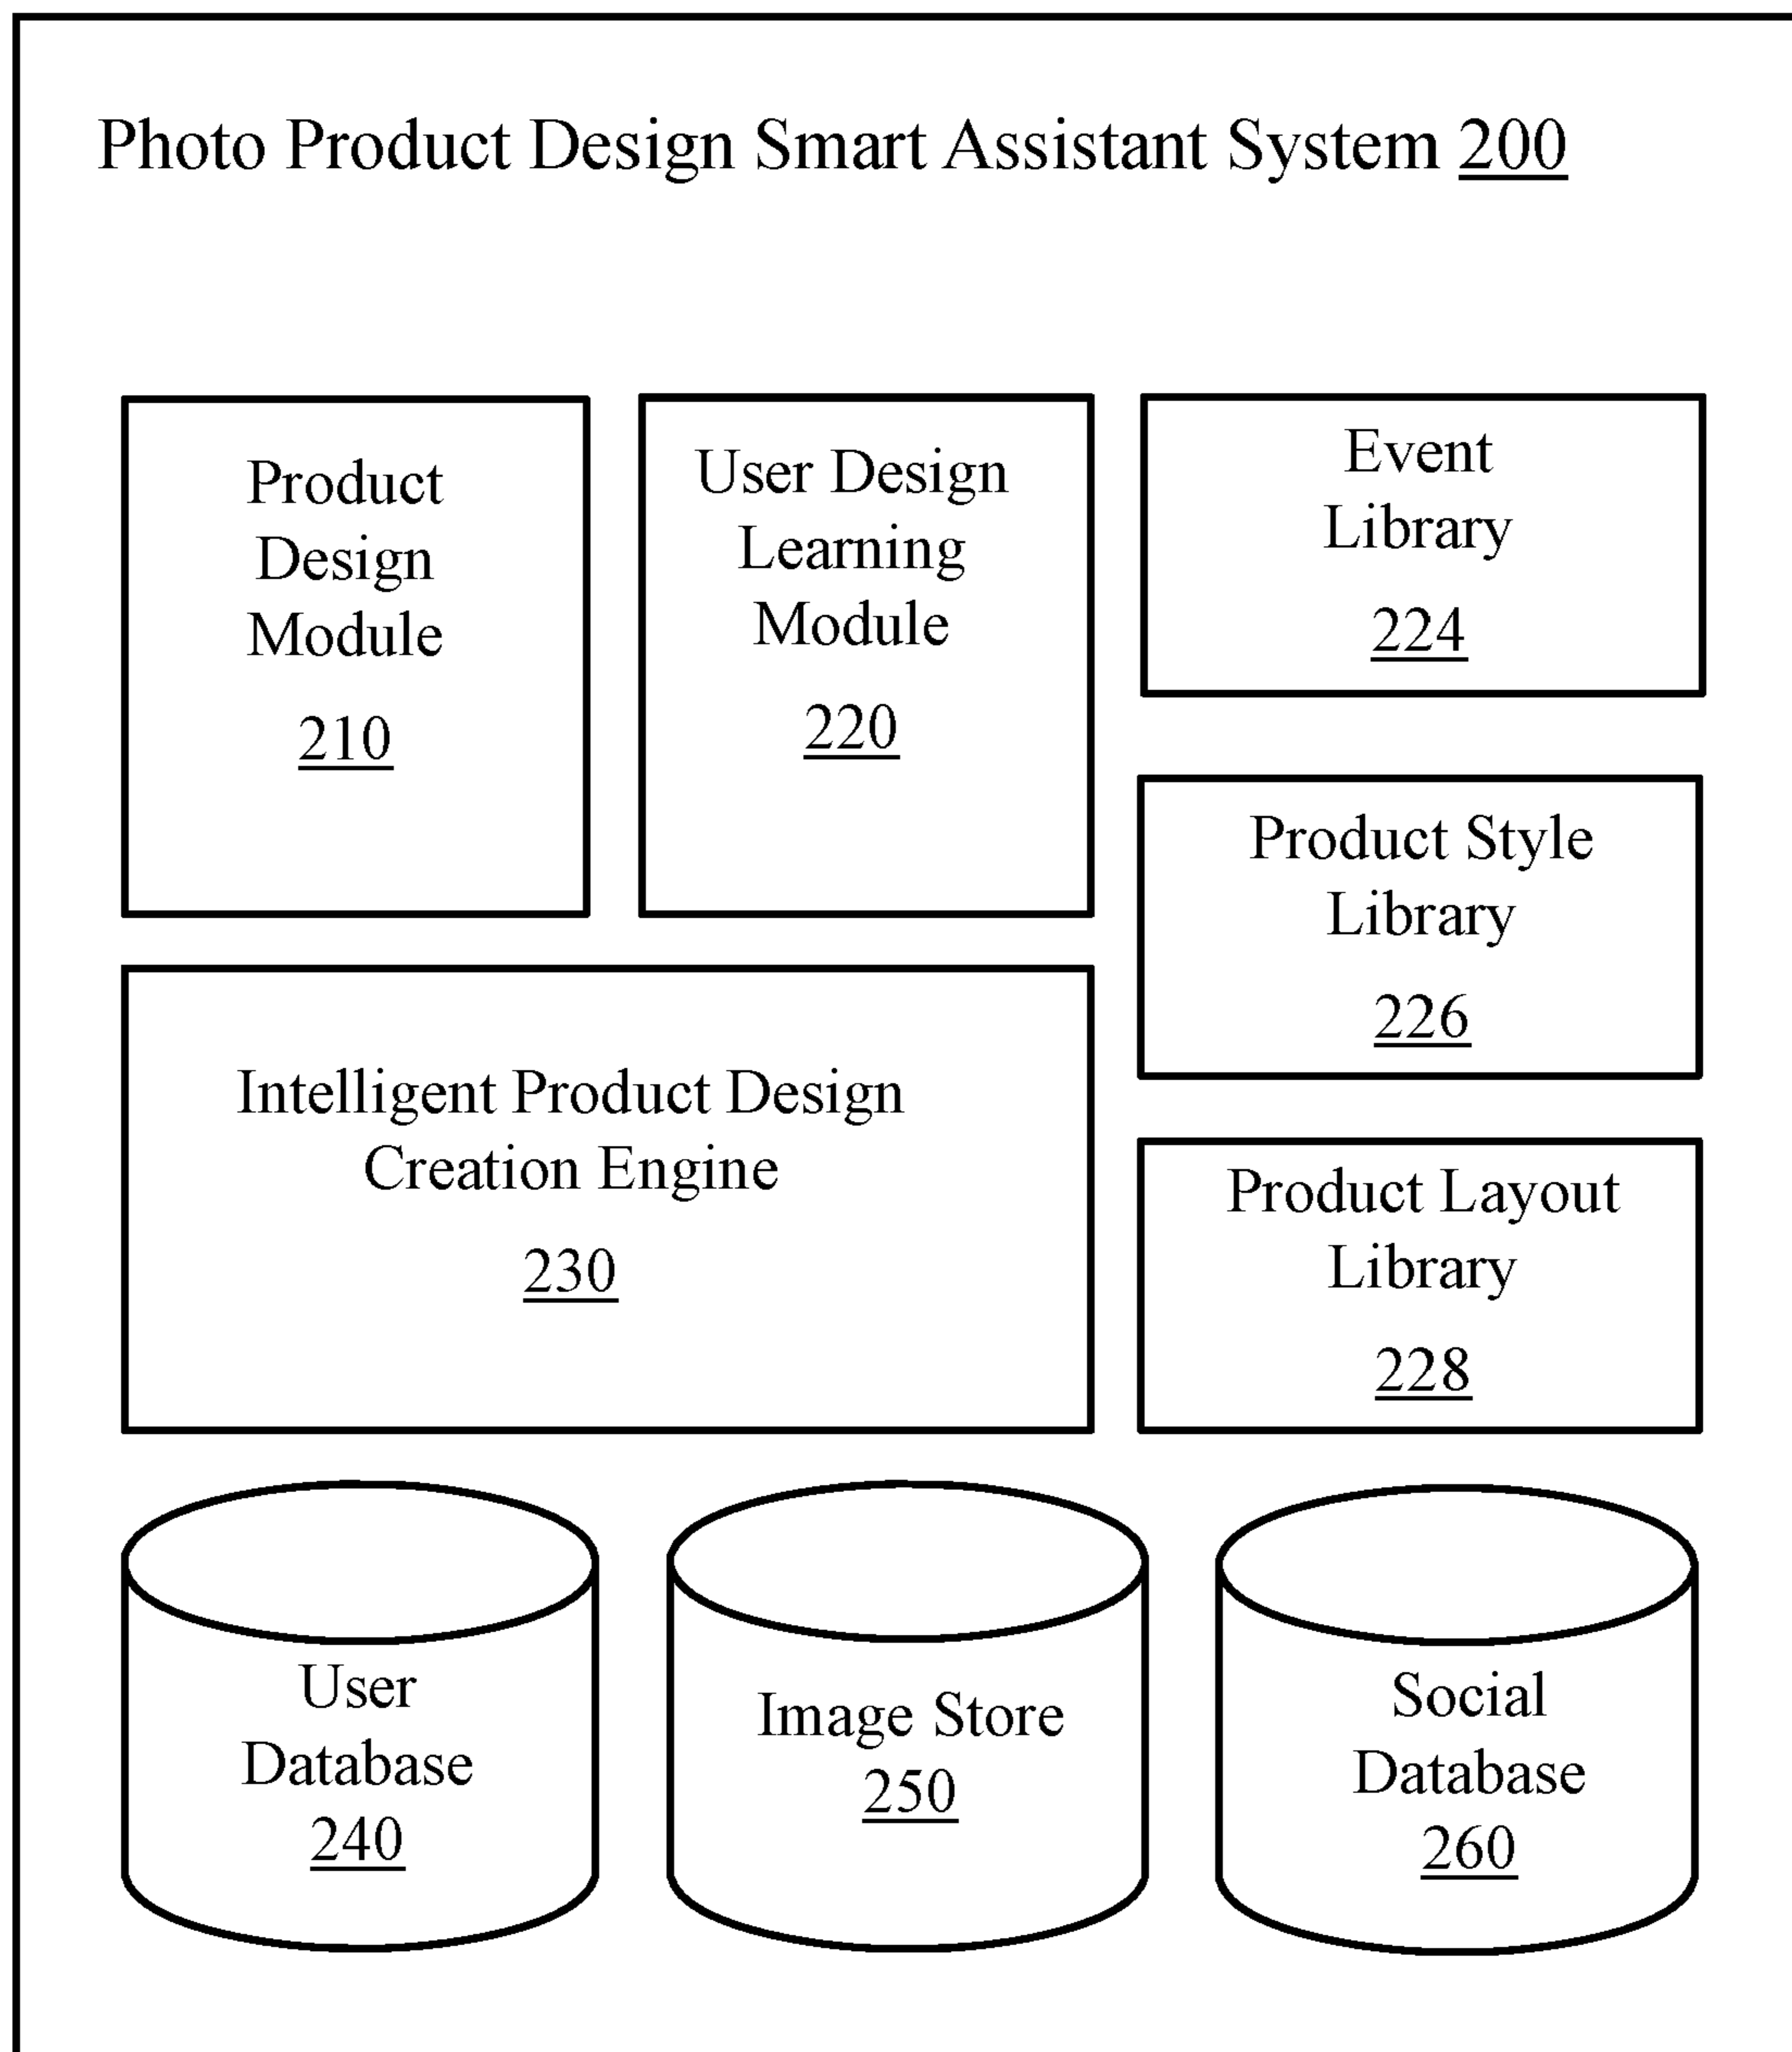 Photo Product Design Smart Assistant System 200
Product
Design
Module
210
User Design
Learning
Module
220
Event
Library
224
Product Style
Library
226
Intelligent Product Design
Creation Engine
230
Product Layout
Library
228
User
Database
240
Image Store
250
Social
Database
260